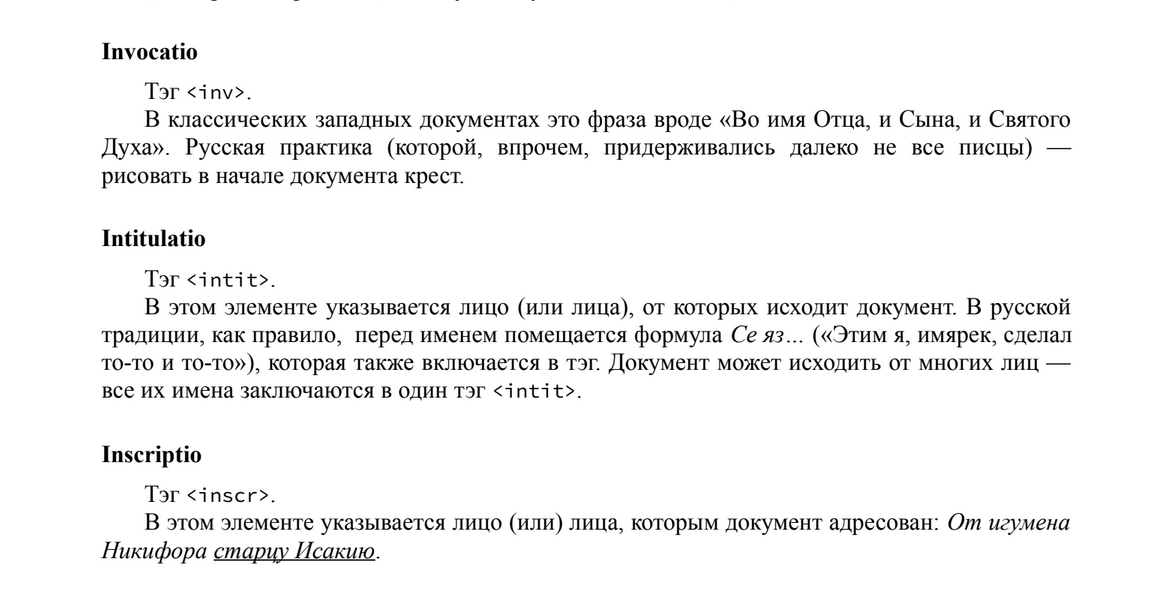 Invocatio
Тэг <inv>.
В классических западных документах это фраза вроде «Во имя Отца, и Сына, и Святого
Духа». Русская практика (которой, впрочем, придерживались далеко не все писцы) —
рисовать в начале документа крест.
Intitulatio
Тэг <intit>.
В этом элементе указывается лицо (или лица), от которых исходит документ. В русской
традиции, как правило, перед именем помещается формула Се яз... («Этим я, имярек, сделал
то-то и то-то»), которая также включается в тэг. Документ может исходить от многих лиц —
все их имена заключаются в один тэг <intit>.
Inscriptio
Тэг <inscr>.
В этом элементе указывается лицо (или) лица, которым документ адресован: От игумена
Никифора старцу Исакию.